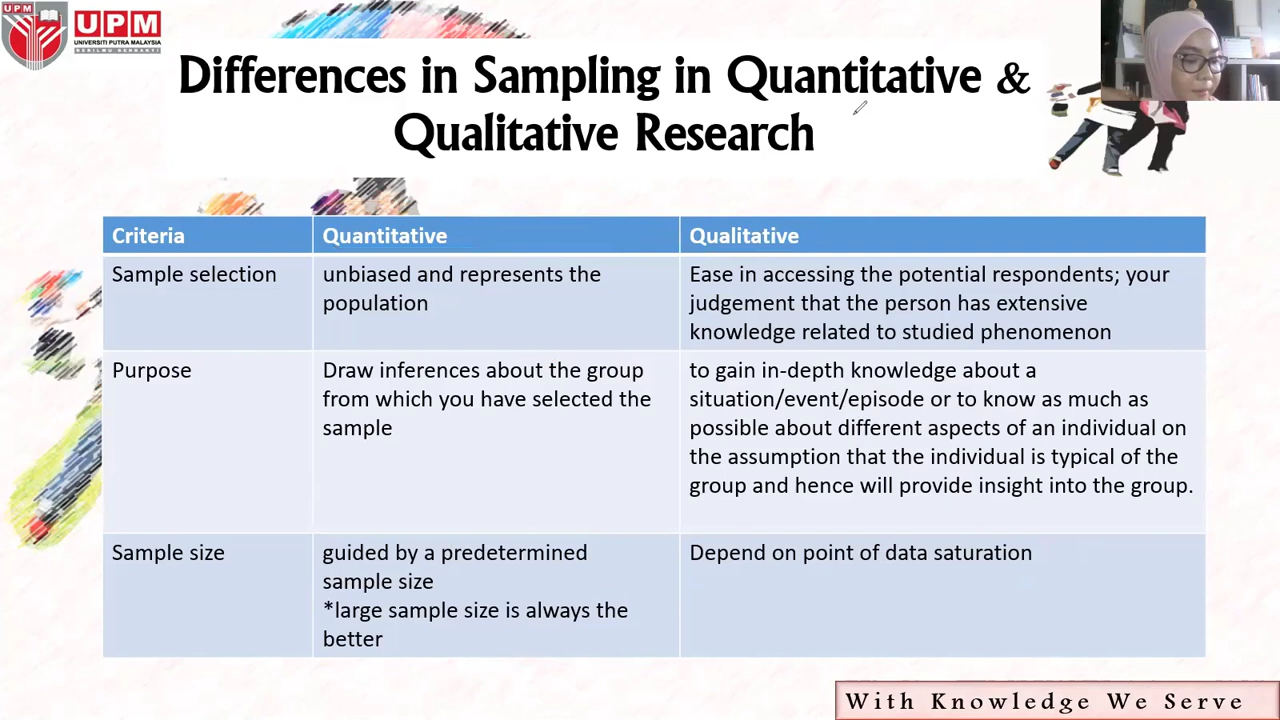 UPM
UNIVERSITI PUTRA MALAYSIA
BERILMU BERBAKTI
Differences in Sampling in Quantitative &
Qualitative Research
Criteria
Quantitative
Qualitative
Sample selection
unbiased and represents the
population
Ease in accessing the potential respondents; your
judgement that the person has extensive
knowledge related to studied phenomenon
Purpose
Draw inferences about the group
from which you have selected the
sample
to gain in-depth knowledge about a
situation/event/episode or to know as much as
possible about different aspects of an individual on
the assumption that the individual is typical of the
group and hence will provide insight into the group.
Sample size
guided by a predetermined
sample size
*large sample size is always the
better
Depend on point of data saturation
With Knowledge We Serve